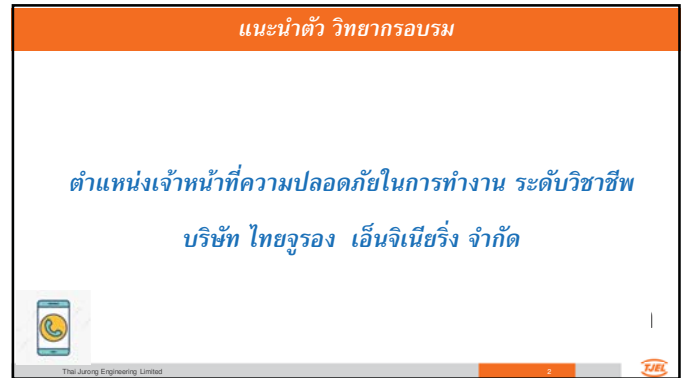 แนะนำตัว วิทยากรอบรม
ตำแหน่งเจ้าหน้าที่ความปลอดภัยในการทำงาน ระดับวิชาชีพ
บริษัท ไทยจูรอง เอ็นจิเนียริ่ง จำกัด
Thai Jurong Engineering Limited
2
TJEL